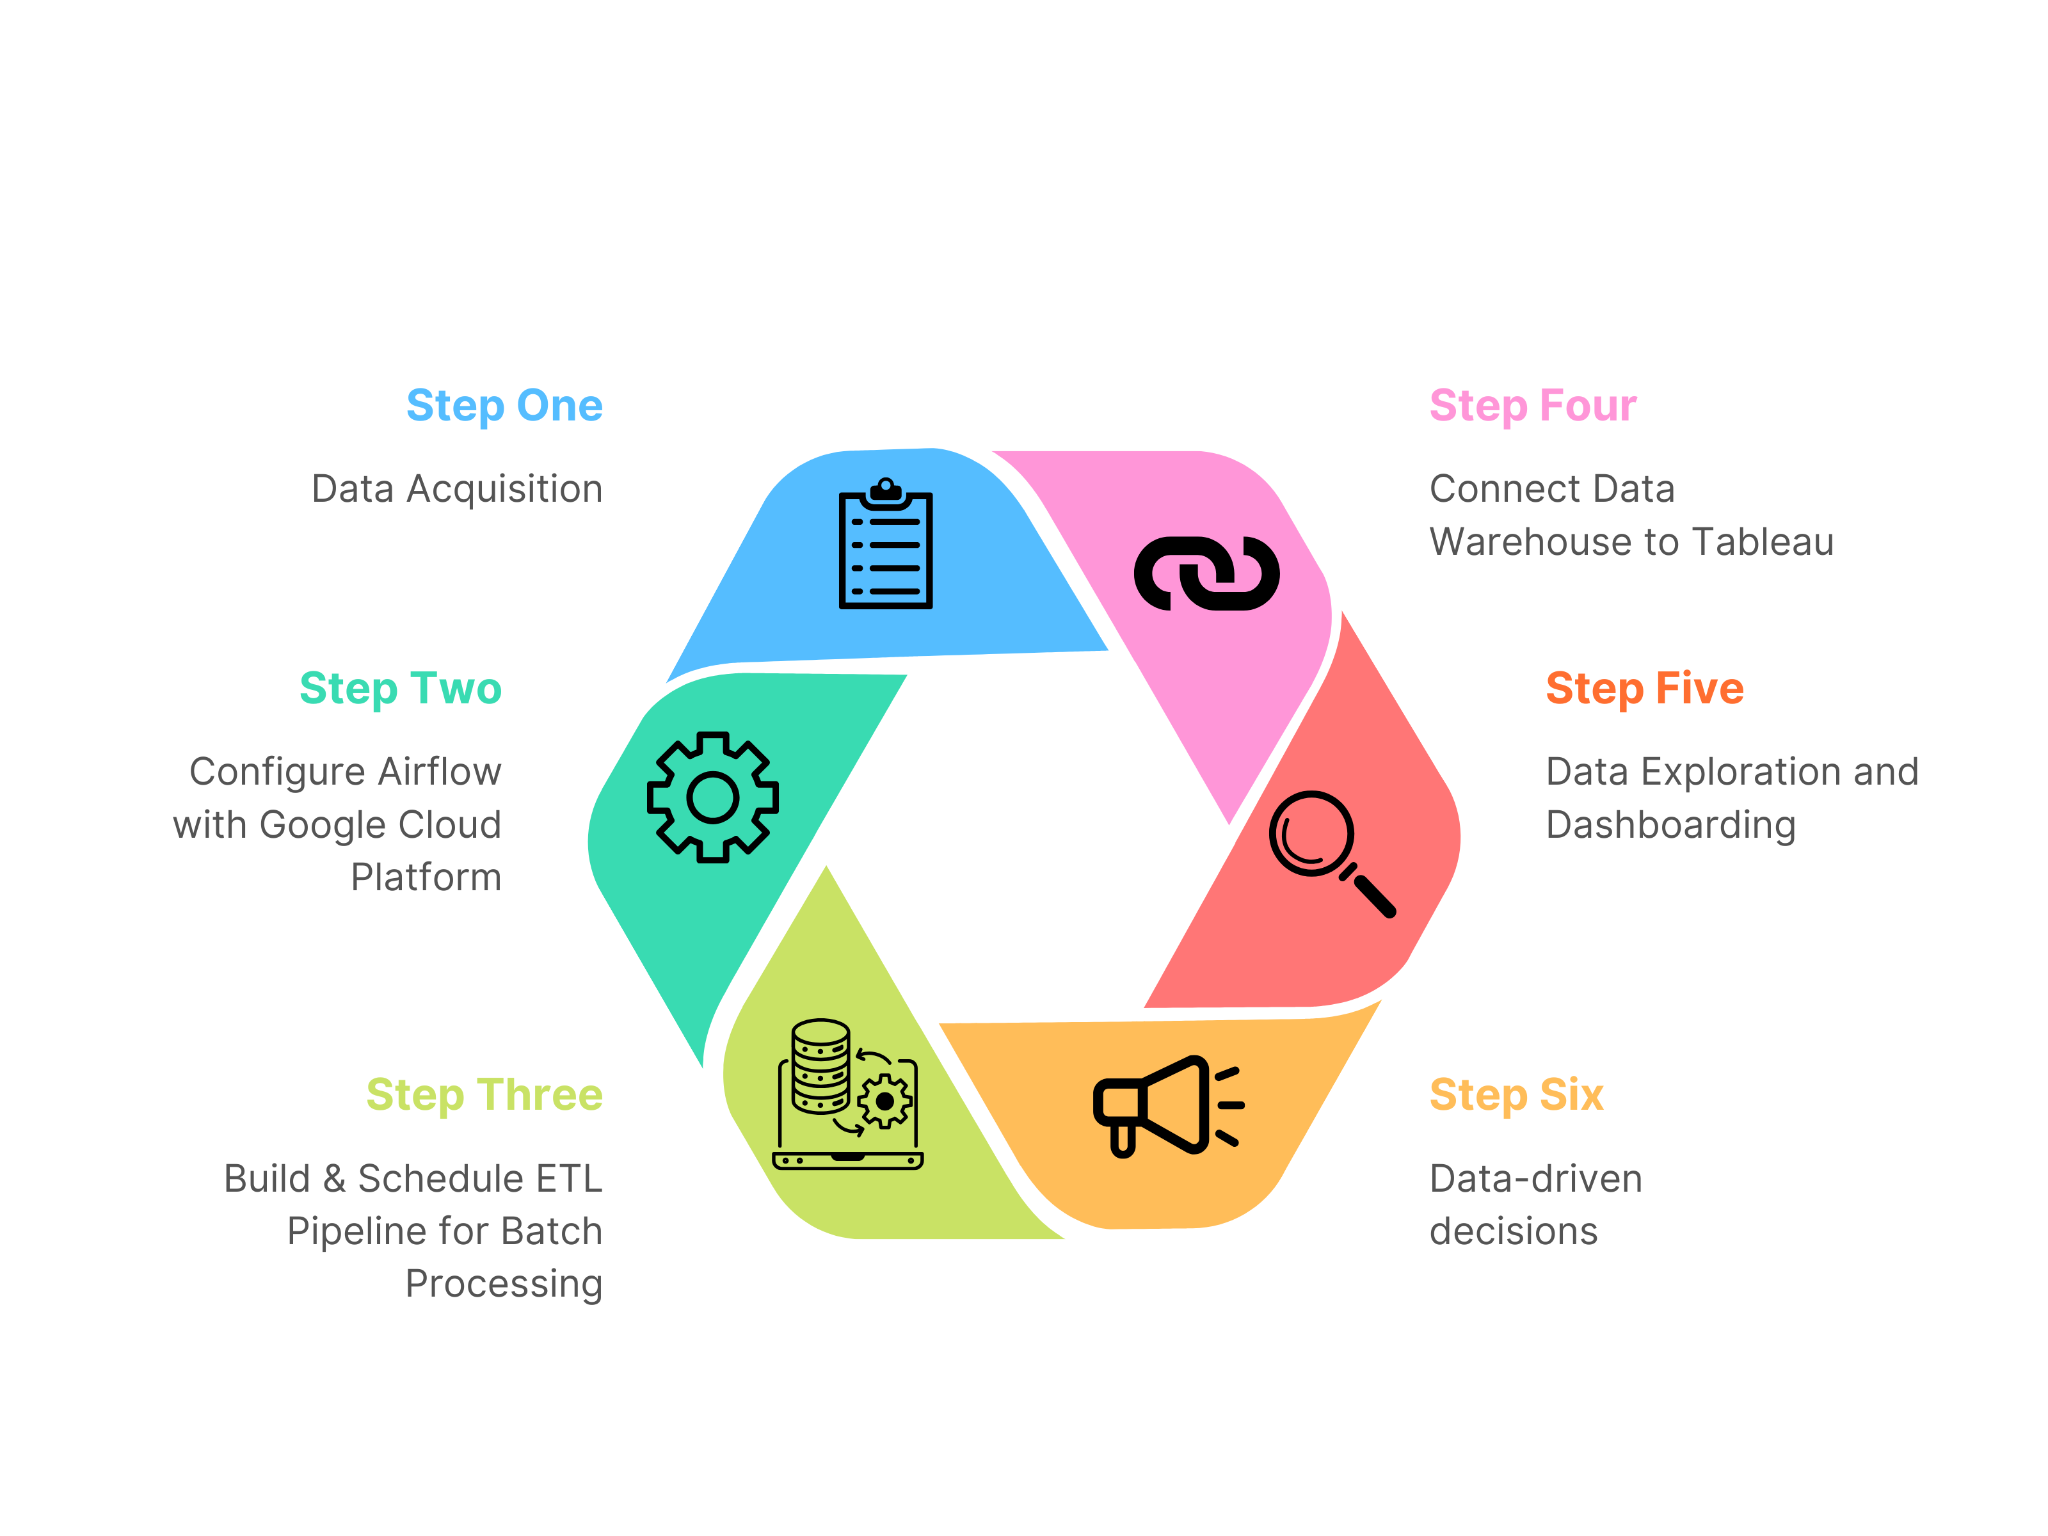 Step One
Data Acquisition
Step Two
Configure Airflow
with Google Cloud
Platform
Step Three
Build & Schedule ETL
Pipeline for Batch
Processing
Step Four
Connect Data
Warehouse to Tableau
Step Five
Data Exploration and
Dashboarding
Step Six
Data-driven
decisions